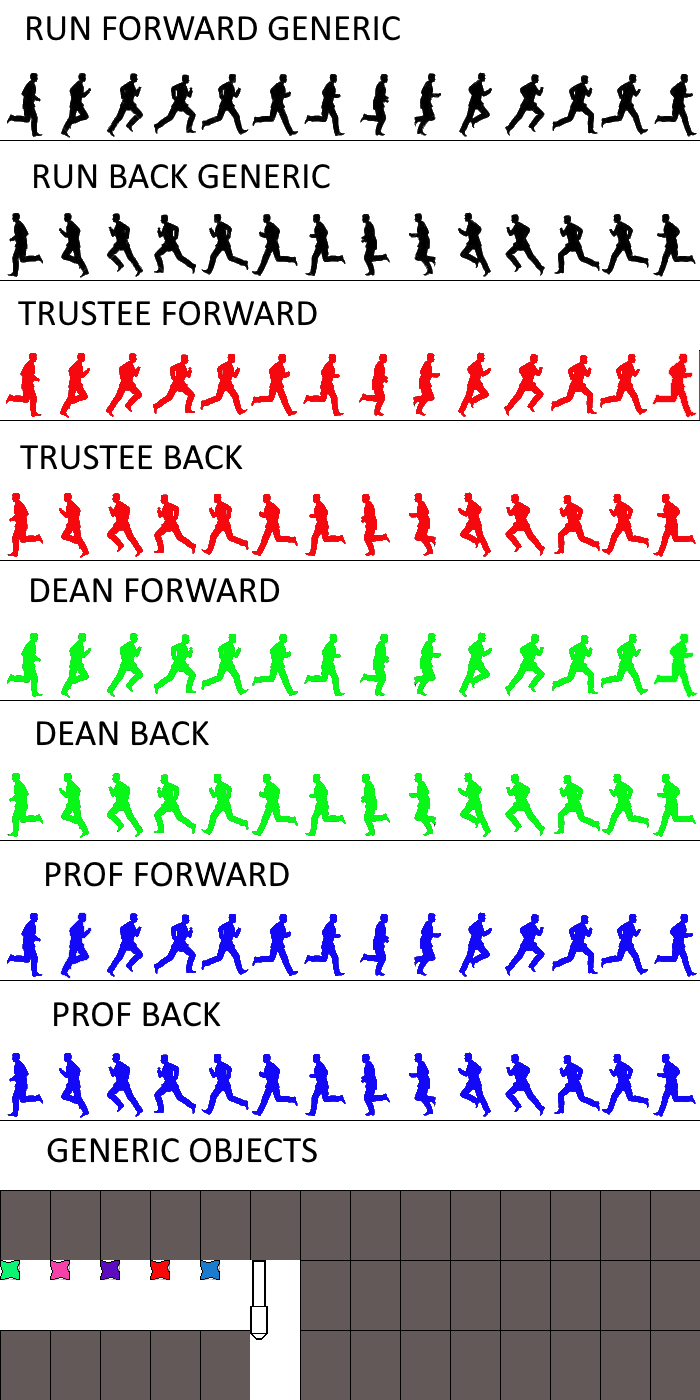 RUN FORWARD GENERIC
RUN BACK GENERIC
TRUSTEE FORWARD
TRUSTEE BACK
DEAN FORWARD
DEAN BACK
PROF FORWARD
PROF BACK
GENERIC OBJECTS